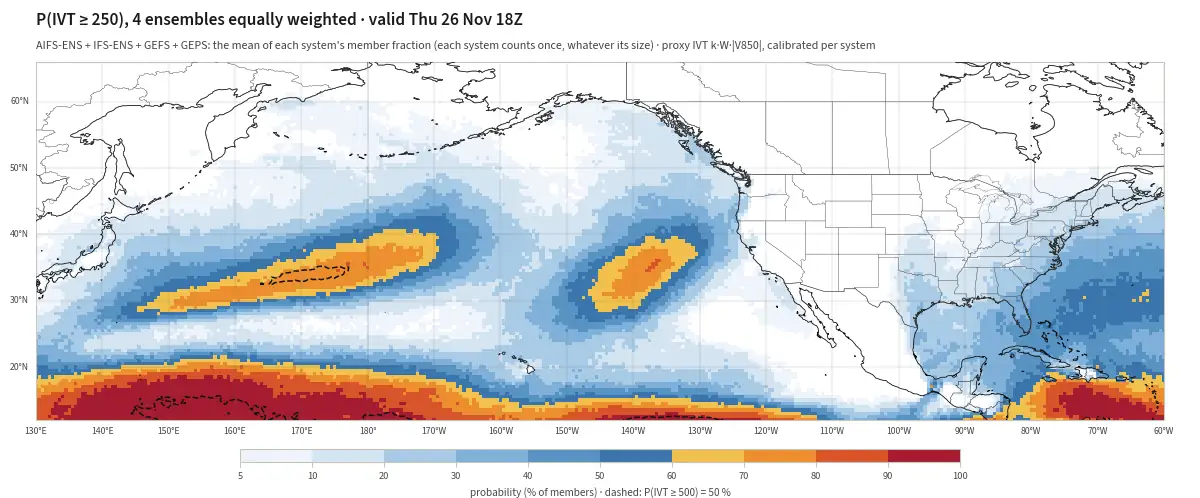 P(IVT ≥ 250), 4 ensembles equally weighted · valid Thu 26 Nov 18Z
AIFS-ENS + IFS-ENS + GEFS + GEPS: the mean of each system's member fraction (each system counts once, whatever its size) · proxy IVT k·W·|V850|, calibrated per system
60°N
50°N
40°N
30°N
20°N
130°E 140°E 150°E 160°E 170°E 180° 170°W 160°W 150°W 140°W 130°W 120°W 110°W 100°W 90°W 80°W 70°W 60°W
5 10 20 30 40 50 60 70 80 90 100
probability (% of members) · dashed: P(IVT ≥ 500) = 50 %